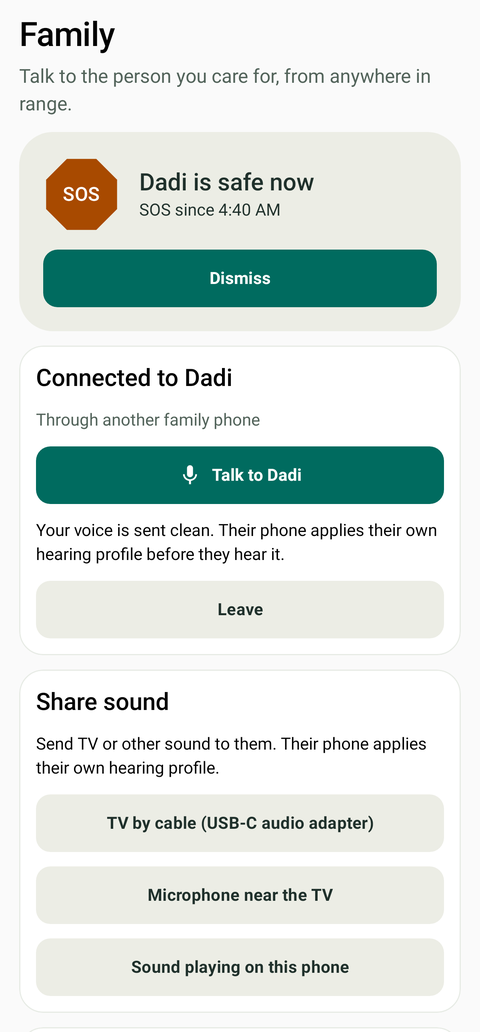 Family
Talk to the person you care for, from anywhere in
range.
SOS
Dadi is safe now
SOS since 4:40 AM
Dismiss
Connected to Dadi
Through another family phone
Talk to Dadi
Your voice is sent clean. Their phone applies their own
hearing profile before they hear it.
Leave
Share sound
Send TV or other sound to them. Their phone applies
their own hearing profile.
TV by cable (USB-C audio adapter)
Microphone near the TV
Sound playing on this phone